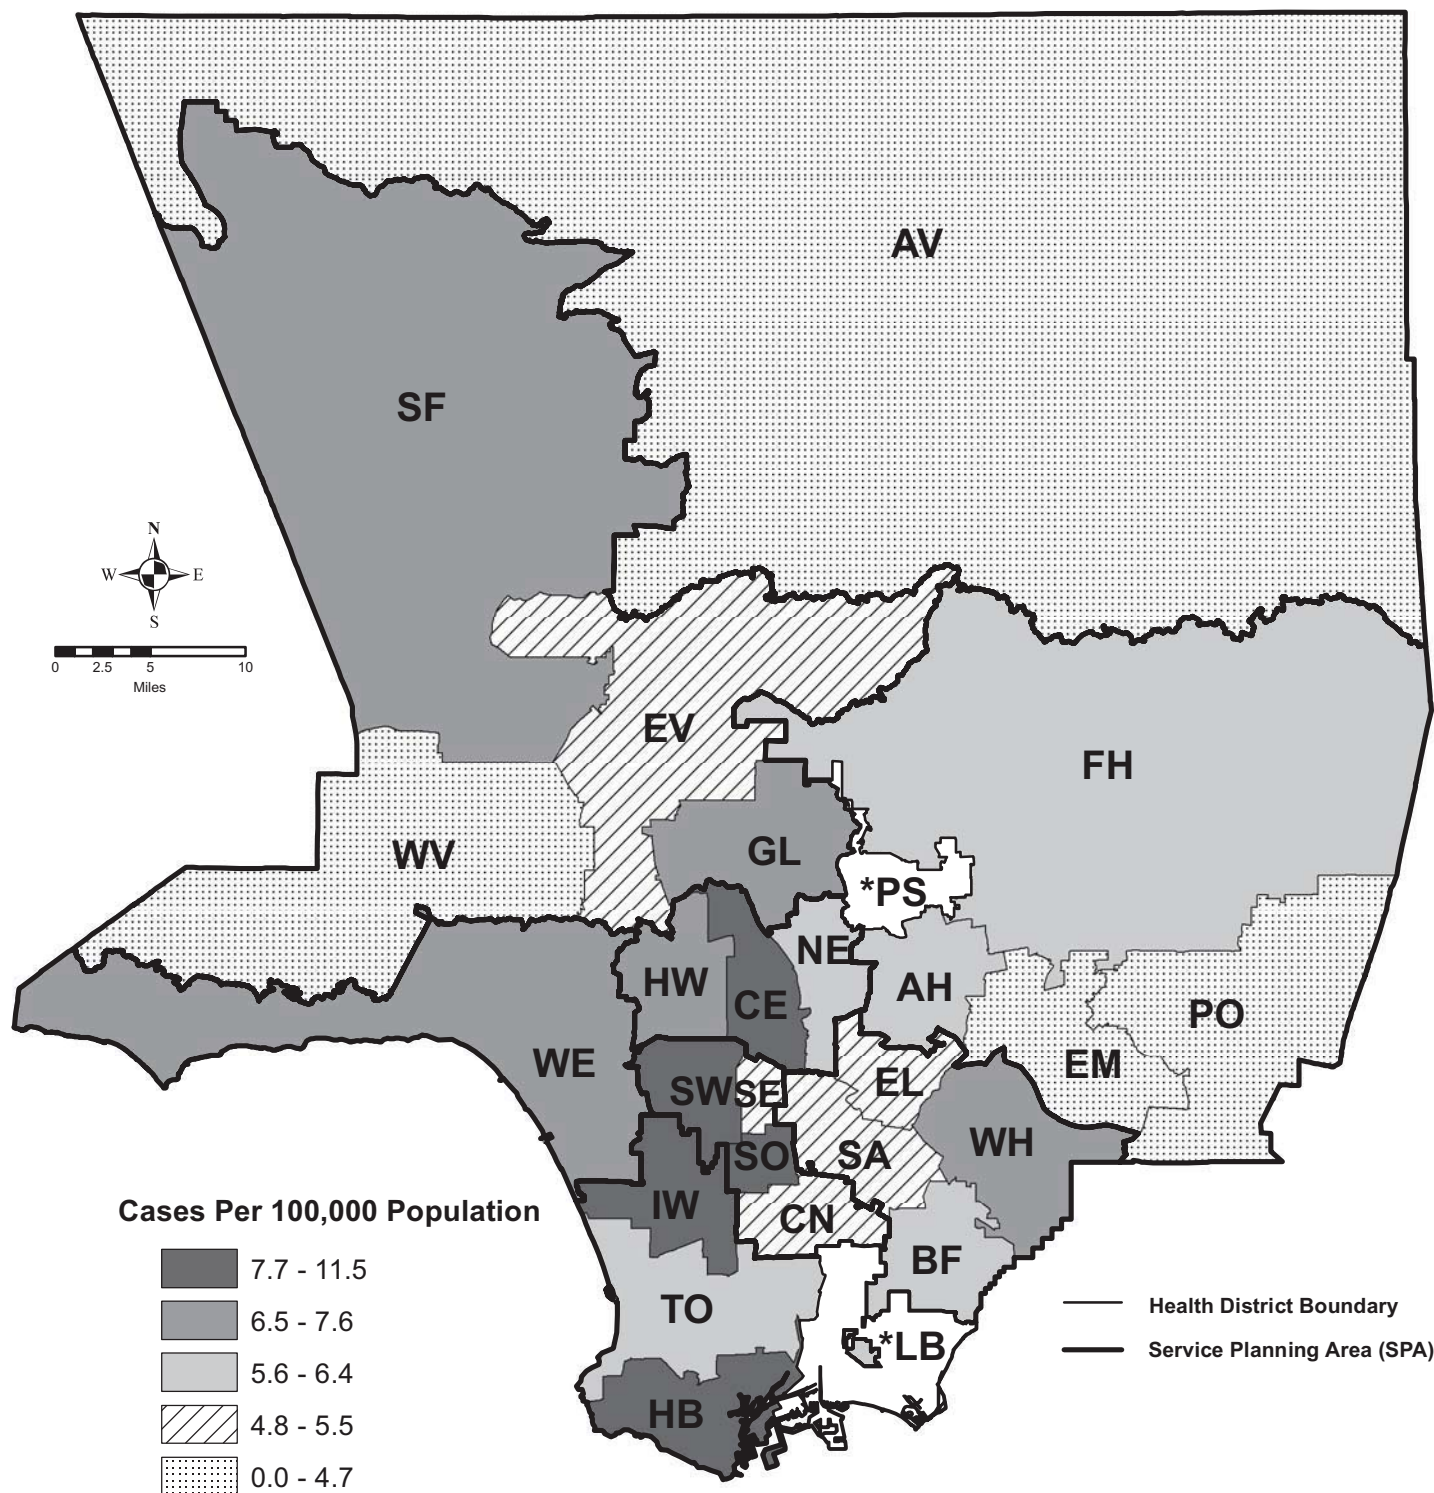 AV
SF
N
W E
S
0 2.5 5 10
Miles
EV
FH
WV
GL
*PS
NE
HW
AH
CE
PO
WE
EM
SW
SE
EL
WH
SO
SA
IW
CN
BF
TO
*LB
HB
Cases Per 100,000 Population
7.7 - 11.5
6.5 - 7.6
5.6 - 6.4
4.8 - 5.5
0.0 - 4.7
Health District Boundary
Service Planning Area (SPA)